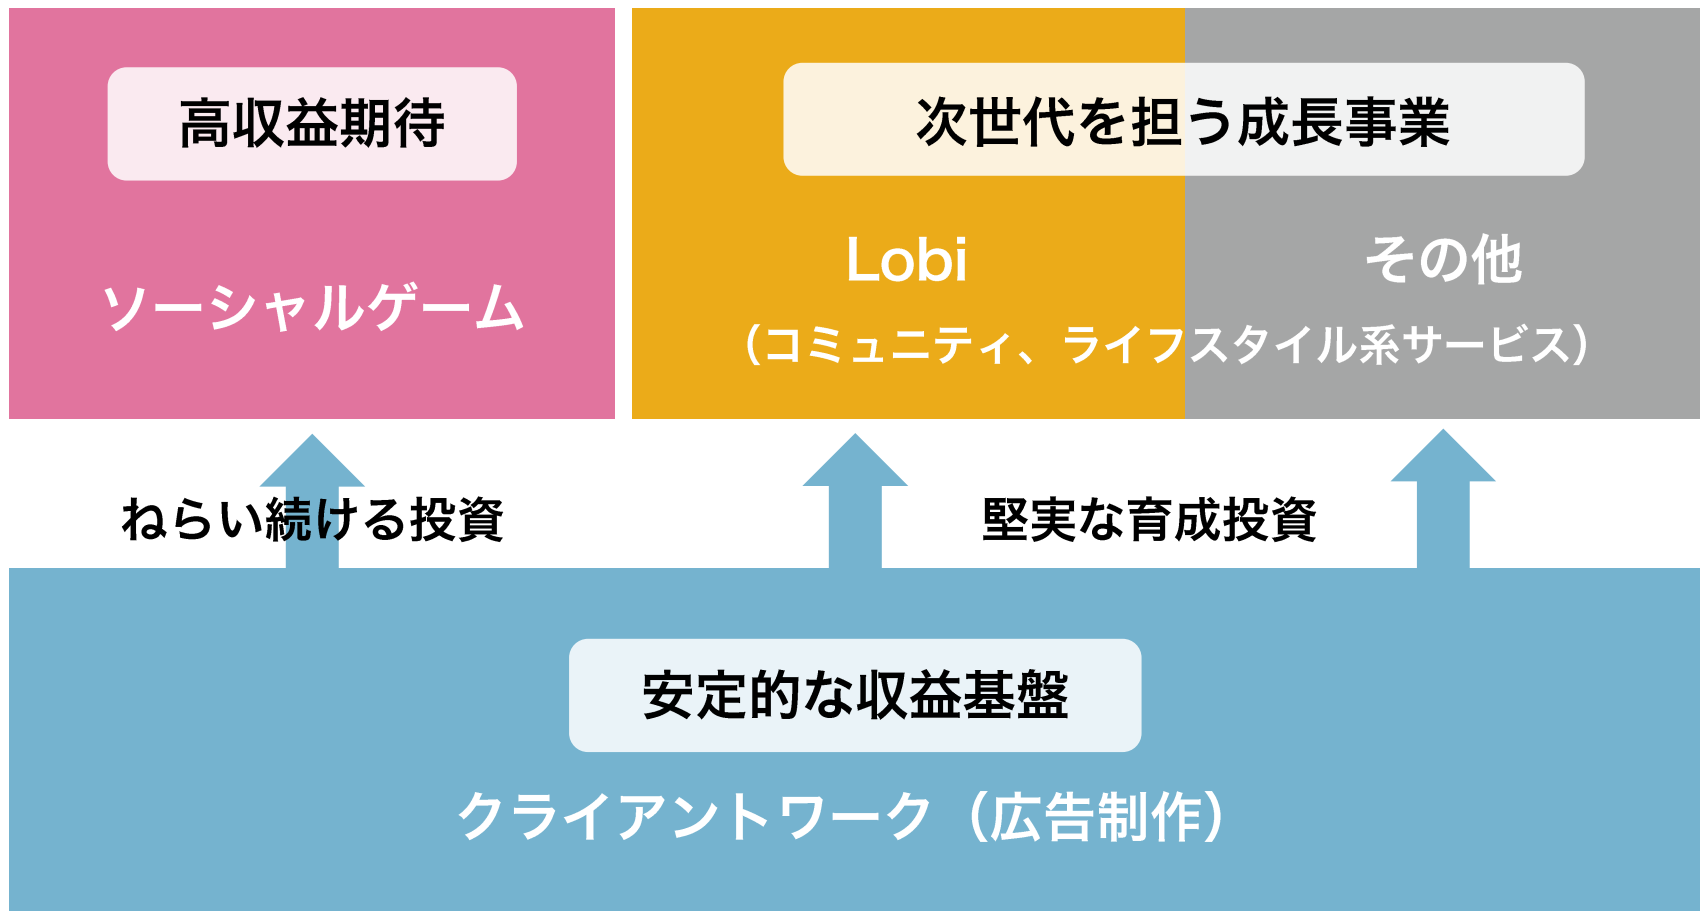 高収益期待
ソーシャルゲーム
次世代を担う成長事業
Lobi
その他
（コミュニティ、ライフスタイル系サービス）
ねらい続ける投資
堅実な育成投資
安定的な収益基盤
クライアントワーク（広告制作）